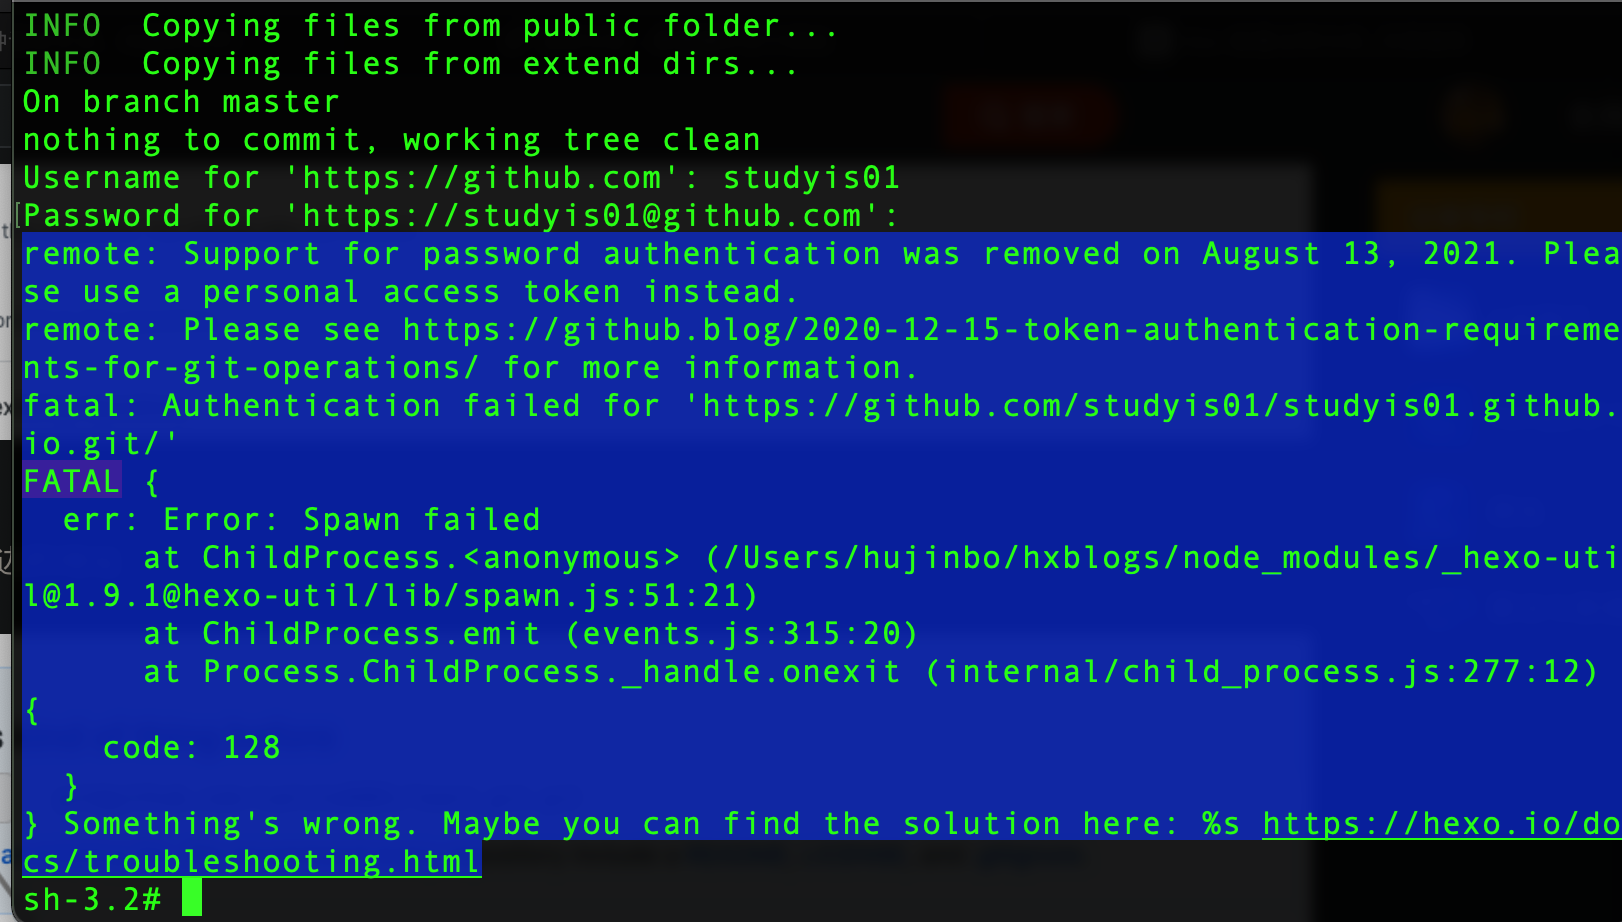 INFO  Copying files from public folder...
INFO  Copying files from extend dirs...
On branch master
nothing to commit, working tree clean
Username for 'https://github.com': studyis01
Password for 'https://studyis01@github.com':
remote: Support for password authentication was removed on August 13, 2021. Plea
se use a personal access token instead.
remote: Please see https://github.blog/2020-12-15-token-authentication-requireme
nts-for-git-operations/ for more information.
fatal: Authentication failed for 'https://github.com/studyis01/studyis01.github.
io.git/'
FATAL {
  err: Error: Spawn failed
      at ChildProcess.<anonymous> (/Users/hujinbo/hxblogs/node_modules/_hexo-uti
l@1.9.1@hexo-util/lib/spawn.js:51:21)
      at ChildProcess.emit (events.js:315:20)
      at Process.ChildProcess._handle.onexit (internal/child_process.js:277:12)
{
    code: 128
  }
} Something's wrong. Maybe you can find the solution here: %s https://hexo.io/do
cs/troubleshooting.html
sh-3.2#